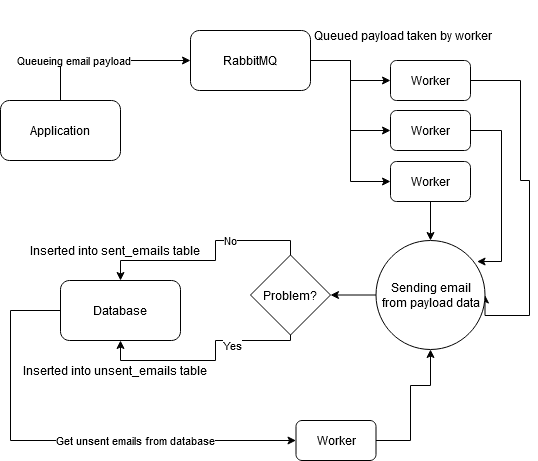 Queued payload taken by worker
Queueing email payload
RabbitMQ
Worker
Application
Worker
Worker
Inserted into sent_emails table
No
Sending email
from payload data
Problem?
Database
Yes
Inserted into unsent_emails table
Get unsent emails from database
Worker